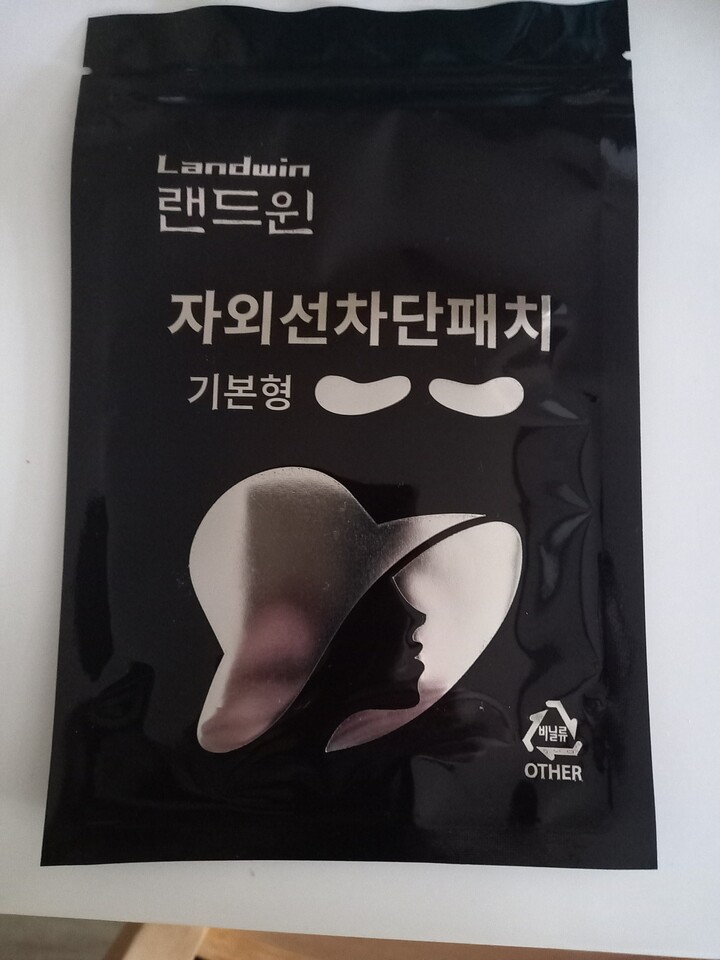 Landwin
랜드윈
자외선차단패치
기본형
비닐류
OTHER